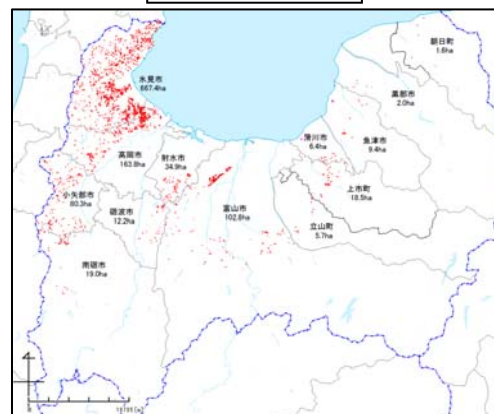 朝日町
1.6ha
氷見市
667.4ha
黒部市
2.0ha
滑川市
6.4ha
魚津市
9.4ha
高岡市
163.8ha
射水市
34.9ha
上市町
18.5ha
小矢部市
80.3ha
砺波市
12.2ha
富山市
102.8ha
立山町
5.7ha
南砺市
19.0ha